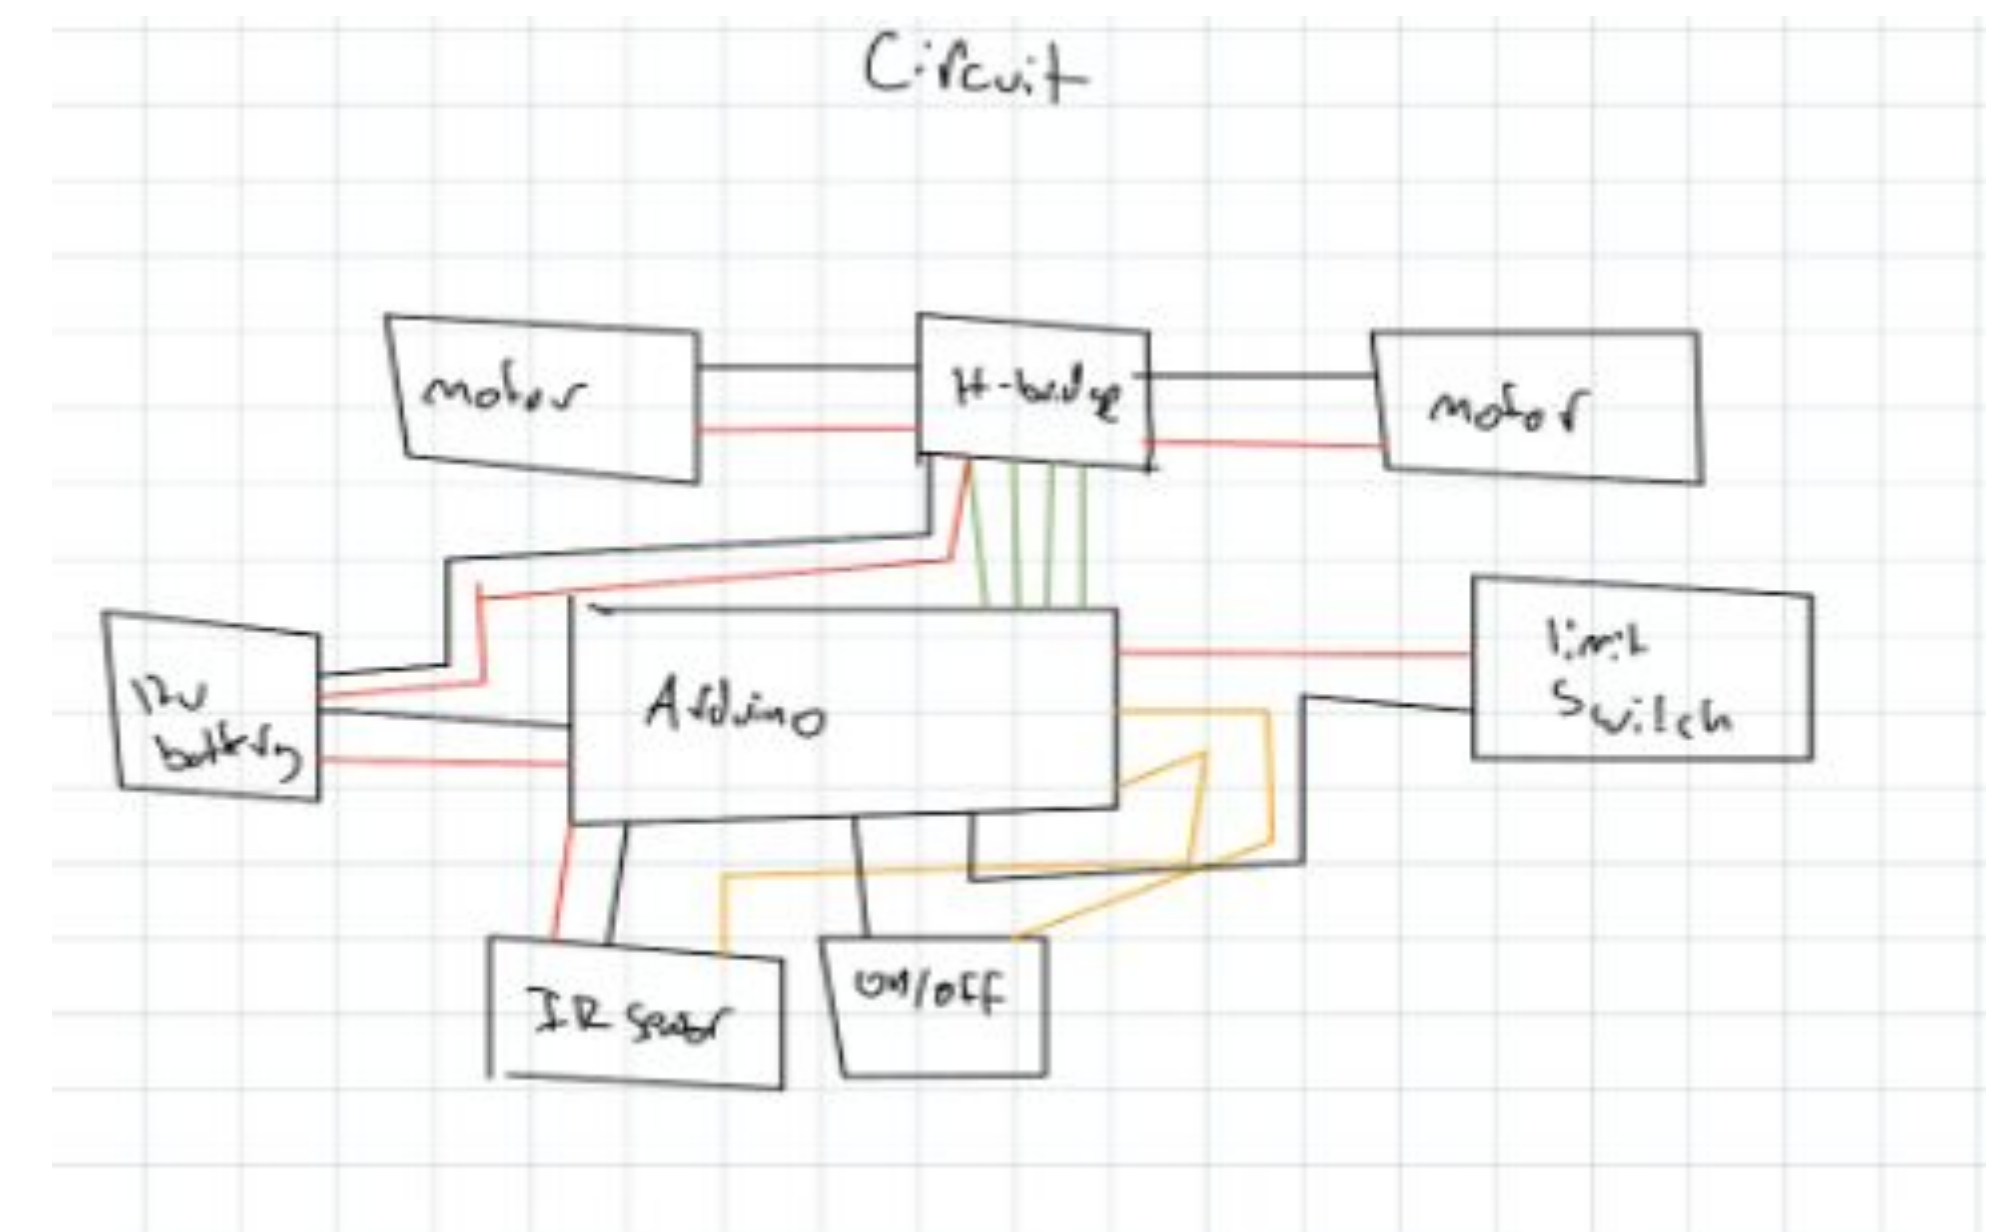 Circuit
motor
H-bridge
motor
limit
Switch
12v
battery
Arduino
IR sensor
ON/OFF